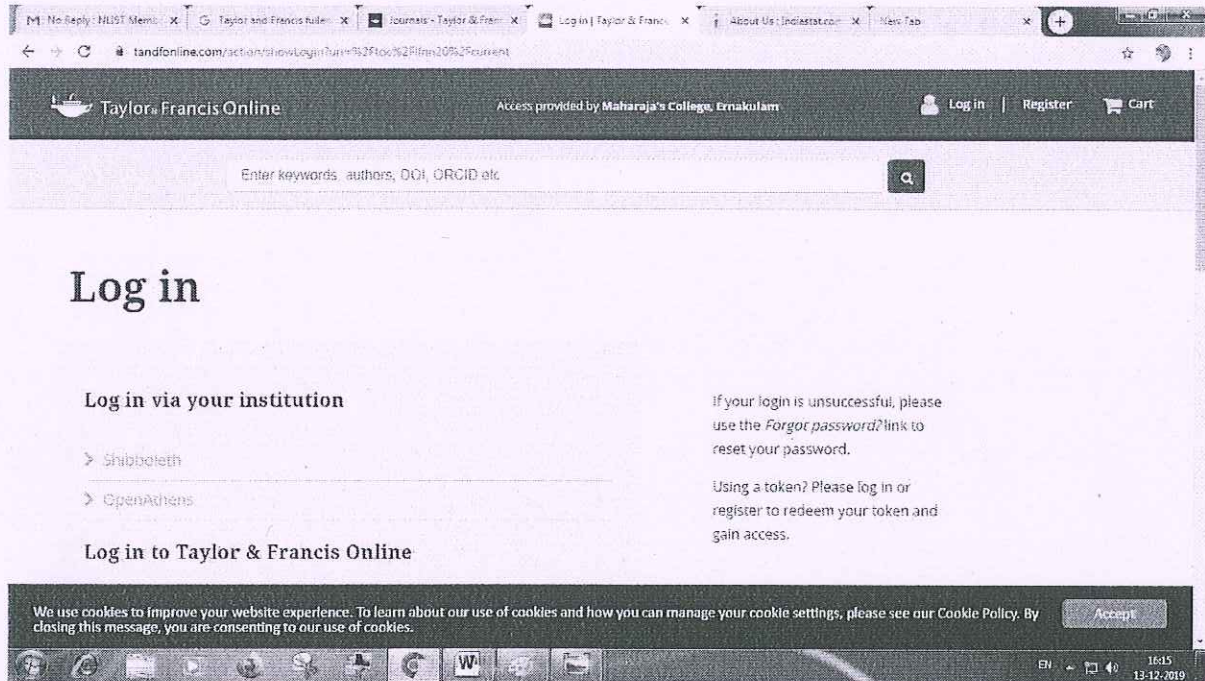 No Reply : NLIST Memb
Taylor and Francis fullte
Journals - Taylor & Fran
Log in | Taylor & Franc
About Us : Indiastat.com
New Tab
tandfonline.com
Taylor & Francis Online
Access provided by Maharaja's College, Ernakulam
Log in | Register
Cart
Enter keywords, authors, DOI, ORCID etc
Log in
Log in via your institution
Shibboleth
OpenAthens
Log in to Taylor & Francis Online
If your login is unsuccessful, please
use the Forgot password? link to
reset your password.
Using a token? Please log in or
register to redeem your token and
gain access.
We use cookies to improve your website experience. To learn about our use of cookies and how you can manage your cookie settings, please see our Cookie Policy. By
closing this message, you are consenting to our use of cookies.
Accept
EN
16:15
13-12-2019